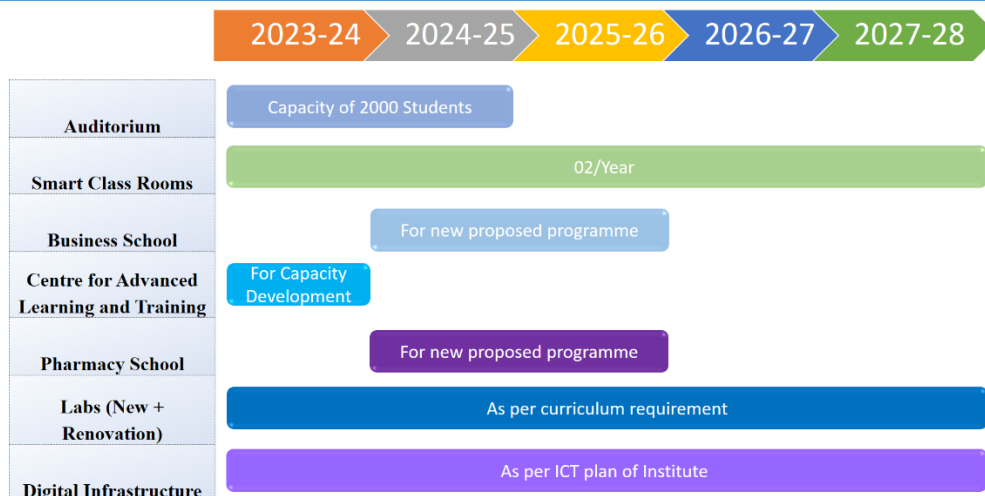 2023-24 2024-25 2025-26 2026-27 2027-28
Auditorium
Capacity of 2000 Students
Smart Class Rooms
02/Year
Business School
For new proposed programme
Centre for Advanced
Learning and Training
For Capacity
Development
Pharmacy School
For new proposed programme
Labs (New +
Renovation)
As per curriculum requirement
Digital Infrastructure
As per ICT plan of Institute